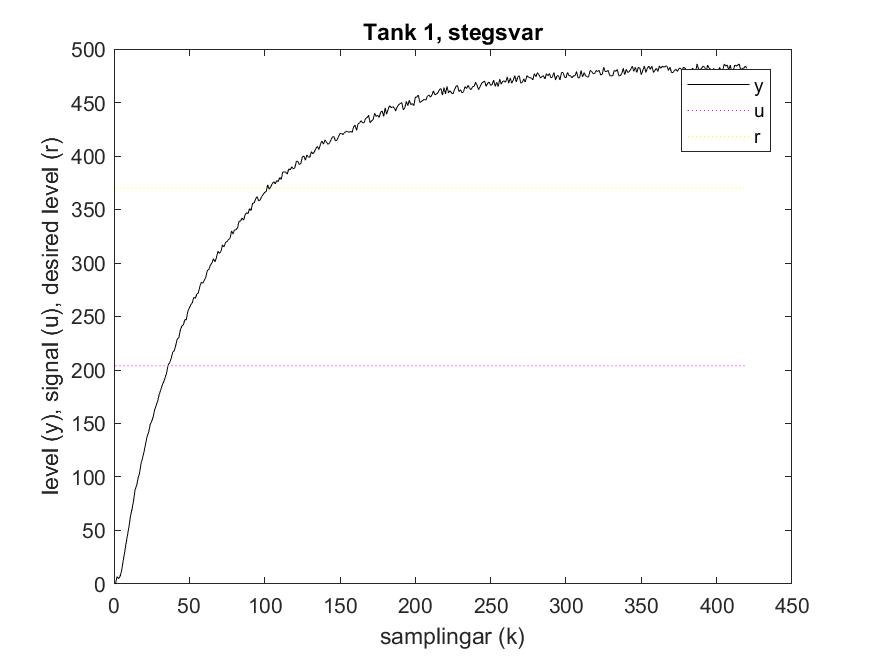 Tank 1, stegsvar
level (y), signal (u), desired level (r)
500
450
400
350
300
250
200
150
100
50
0
y
u
r
0 50 100 150 200 250 300 350 400 450
samplingar (k)